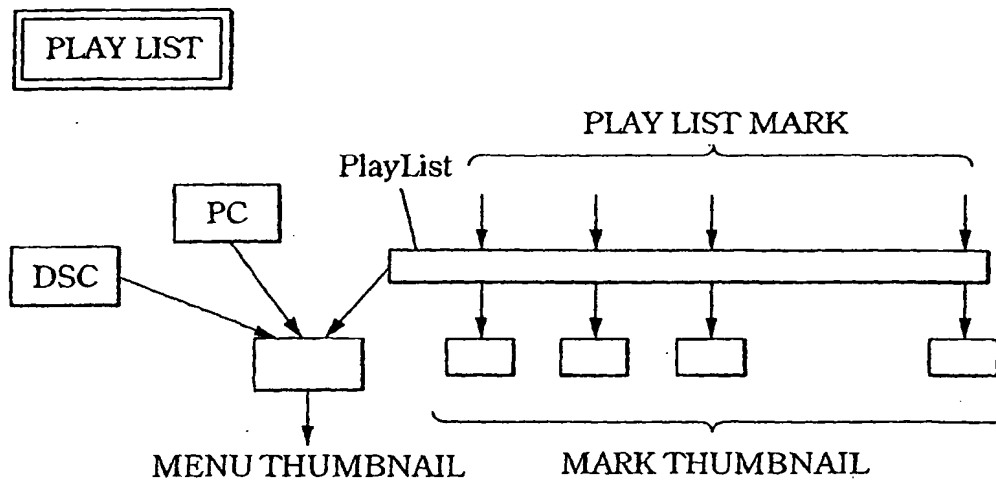 PLAY LIST
PLAY LIST MARK
PlayList
PC
DSC
MENU THUMBNAIL
MARK THUMBNAIL